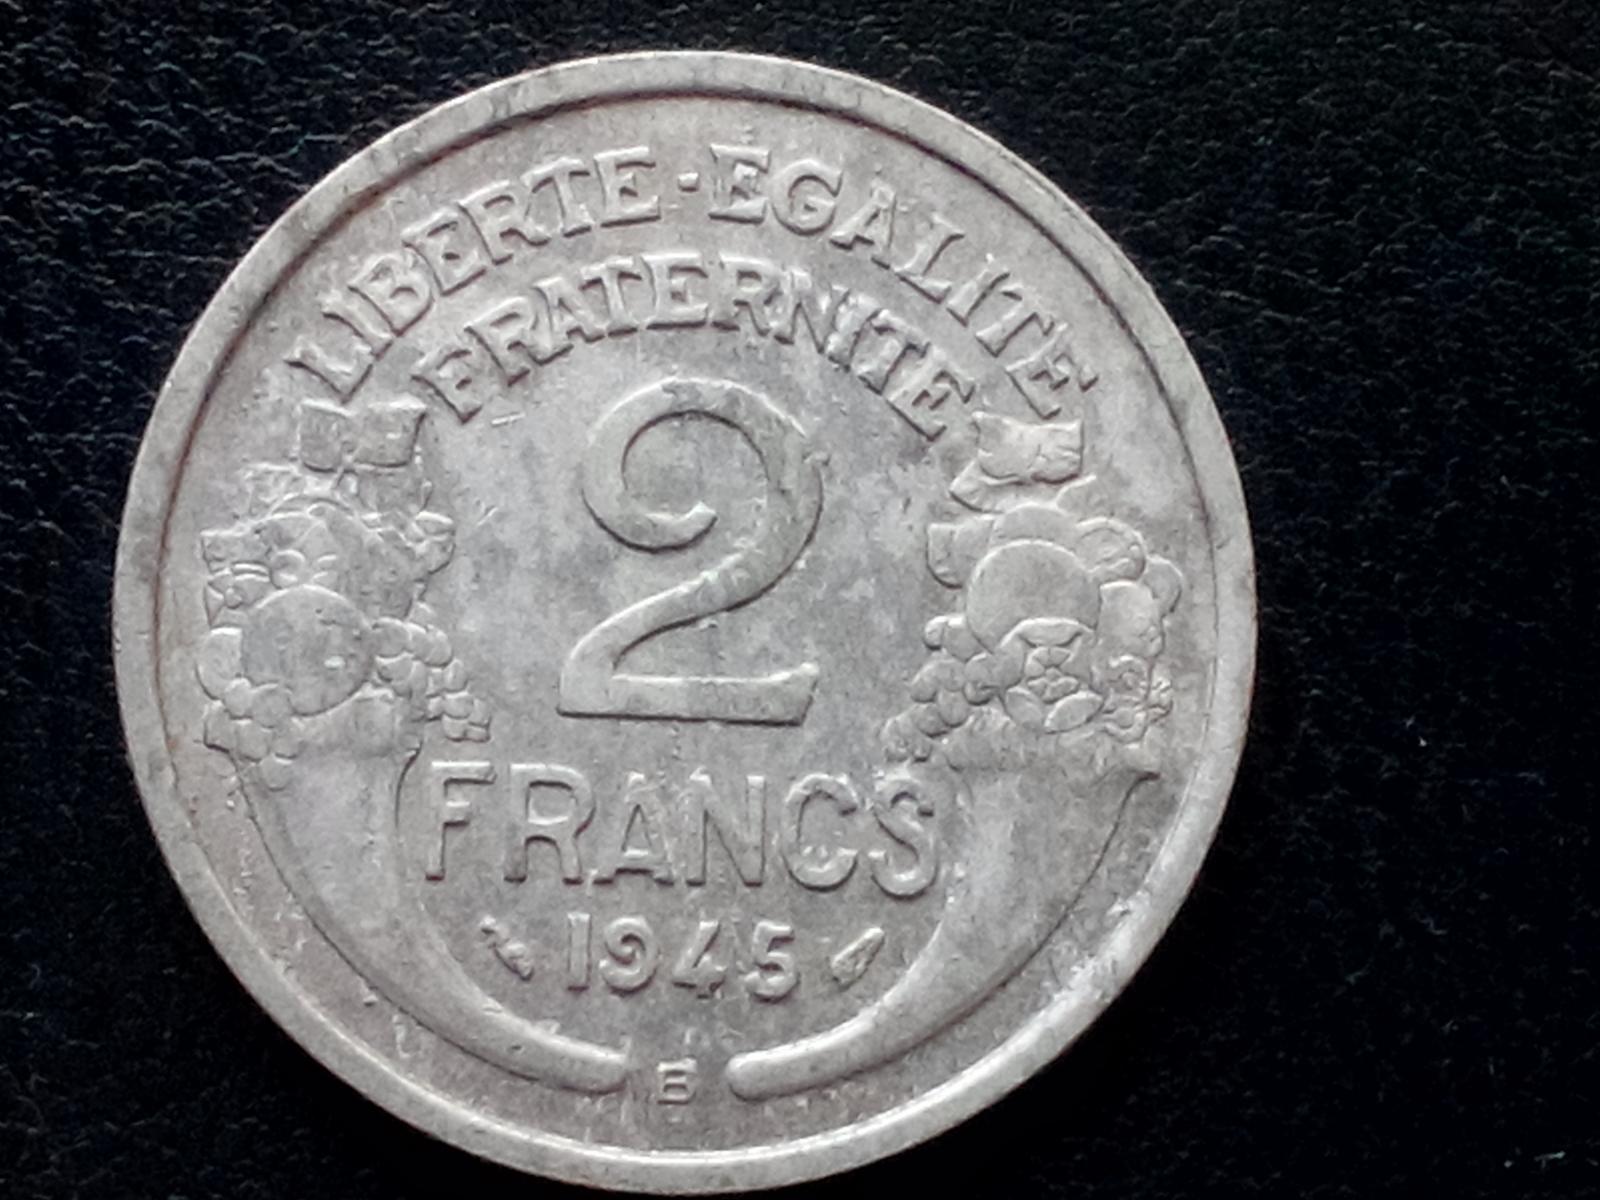 LIBERTE·EGALITE
FRATERNITE
2
FRANCS
1945
B